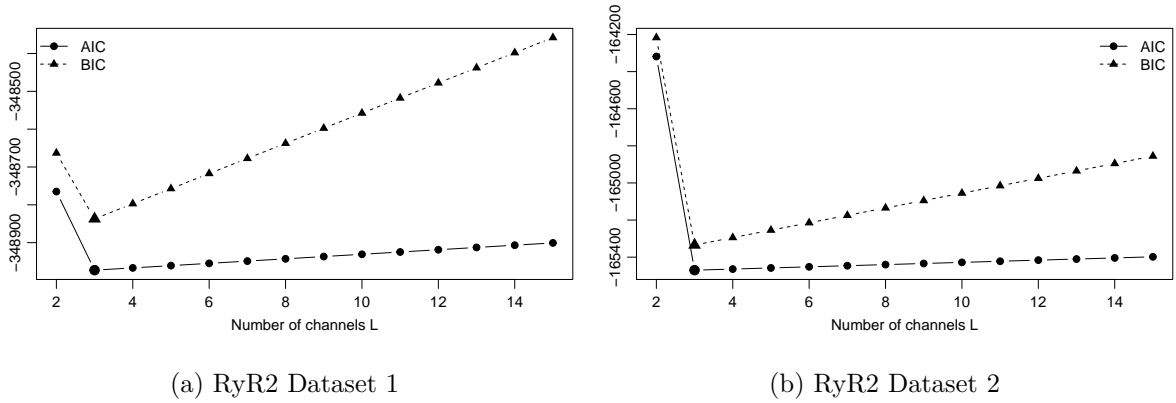 AIC
BIC
-348500
-348700
-348900
2 4 6 8 10 12 14
Number of channels L
(a) RyR2 Dataset 1
AIC
BIC
-164200
-164600
-165000
-165400
2 4 6 8 10 12 14
Number of channels L
(b) RyR2 Dataset 2